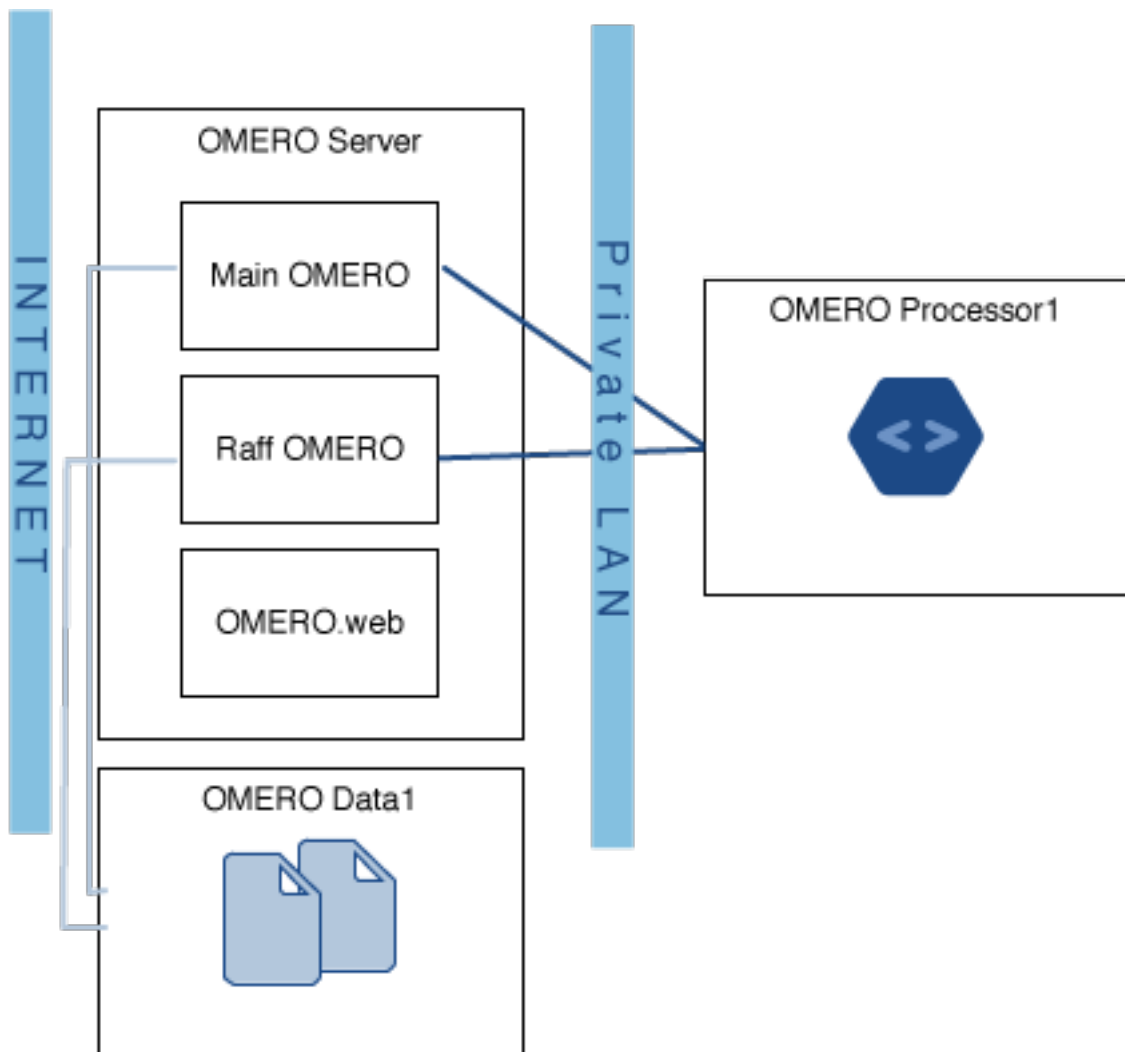 INTERNET
OMERO Server
Main OMERO
Raff OMERO
OMERO.web
OMERO Data1
Private LAN
OMERO Processor1
< >